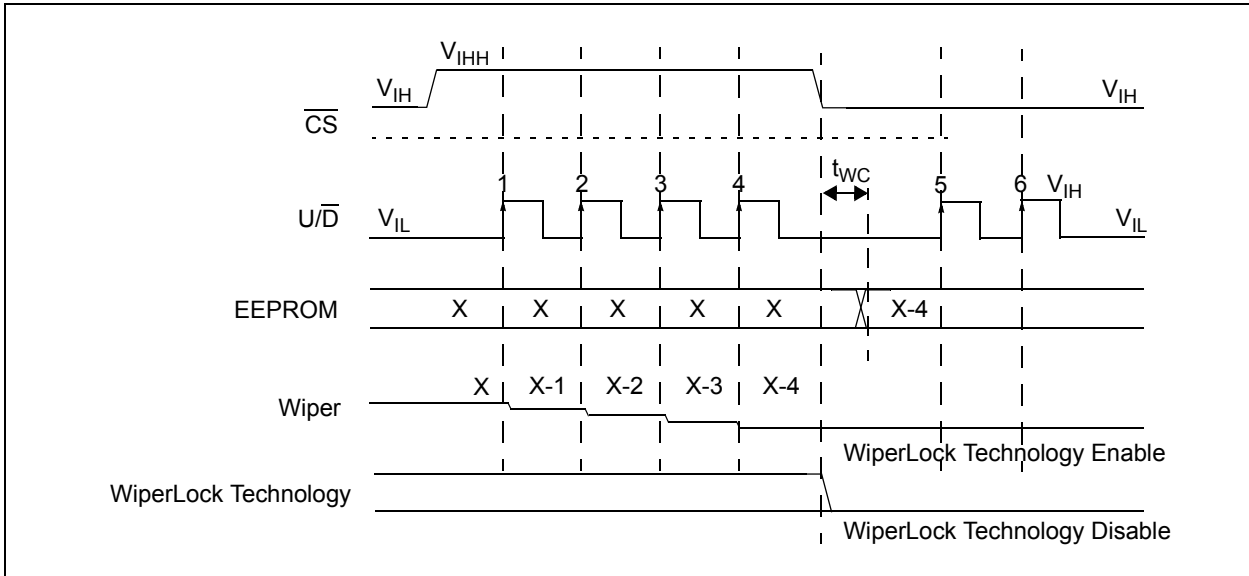 V_IHH
V_IH V_IH
C̅S̅
t_WC
1 2 3 4 5 6 V_IH
U/D̅
V_IL V_IL
EEPROM X X X X X X-4
X X-1 X-2 X-3 X-4
Wiper
WiperLock Technology Enable
WiperLock Technology
WiperLock Technology Disable